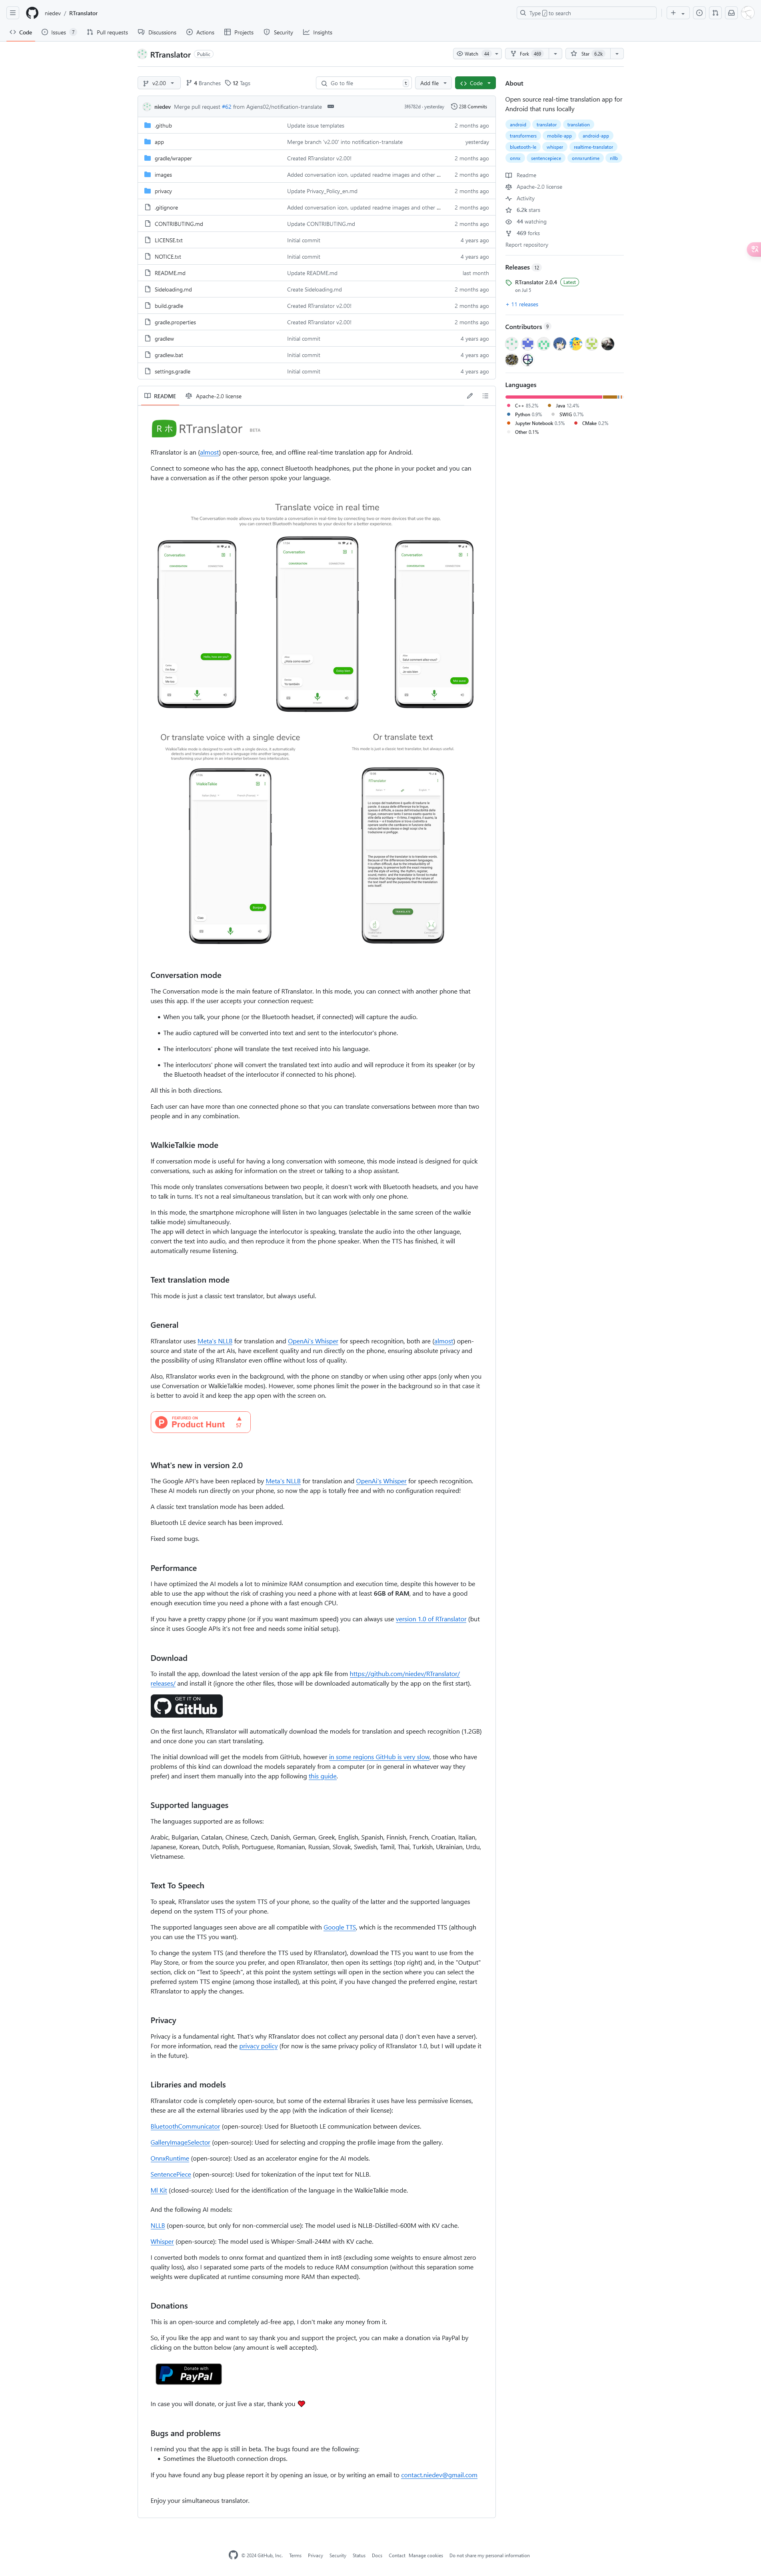 niedev / RTranslator
Type / to search
Code
Issues 7
Pull requests
Discussions
Actions
Projects
Security
Insights
RTranslator Public
Watch 44
Fork 469
Star 6.2k
v2.00
4 Branches
12 Tags
Go to file
t
Add file
Code
niedev Merge pull request #62 from Agiens02/notification-translate
yesterday
238 Commits
.github Update issue templates 2 months ago
app Merge branch 'v2.00' into notification-translate yesterday
gradle/wrapper Created RTranslator v2.00! 2 months ago
images Added conversation icon, updated readme images and other ... 2 months ago
privacy Update Privacy_Policy_en.md 2 months ago
.gitignore Added conversation icon, updated readme images and other ... 2 months ago
CONTRIBUTING.md Update CONTRIBUTING.md 2 months ago
LICENSE.txt Initial commit 4 years ago
NOTICE.txt Initial commit 4 years ago
README.md Update README.md last month
Sideloading.md Create Sideloading.md 2 months ago
build.gradle Created RTranslator v2.00! 2 months ago
gradle.properties Created RTranslator v2.00! 2 months ago
gradlew Initial commit 4 years ago
gradlew.bat Initial commit 4 years ago
settings.gradle Initial commit 4 years ago
README
Apache-2.0 license
RTranslator BETA
RTranslator is an (almost) open-source, free, and offline real-time translation app for Android.
Connect to someone who has the app, connect Bluetooth headphones, put the phone in your pocket and you can
have a conversation as if the other person spoke your language.
Translate voice in real time
The Conversation mode allows you to translate a conversation in real-time by connecting two or more devices that use the app,
you can connect Bluetooth headsets to your device for a better experience.
Or translate voice with a single device
WalkieTalkie mode is designed to work with a single device, it
detects and translates speech in a language into another language,
transforming your phone in an interpreter between two interlocutors.
Or translate text
This mode is just a classic text translator, but always useful.
Conversation mode
The Conversation mode is the main feature of RTranslator. In this mode, you can connect with another phone that
uses this app. If the user accepts your connection request:
• When you talk, your phone (or the Bluetooth headset, if connected) will capture the audio.
• The audio captured will be converted into text and sent to the interlocutor's phone.
• The interlocutors' phone will translate the text received into his language.
• The interlocutors' phone will convert the translated text into audio and will reproduce it from its speaker (or by
the Bluetooth headset of the interlocutor if connected to his phone).
All this in both directions.
Each user can have more than one connected phone so that you can translate conversations between more than two
people and in any combination.
WalkieTalkie mode
If conversation mode is useful for having a long conversation with someone, this mode instead is designed for quick
conversations, such as asking for information on the street or talking to a shop assistant.
This mode only translates conversations between two people, it doesn't work with Bluetooth headsets, and you have
to talk in turns. It's not a real simultaneous translation, but it can work with only one phone.
In this mode, the smartphone microphone will listen in two languages (selectable in the same screen of the walkie
talkie mode) simultaneously.
The app will detect in which language the interlocutor is speaking, translate the audio into the other language,
convert the text into audio, and then reproduce it from the phone speaker. When the TTS has finished, it will
automatically resume listening.
Text translation mode
This mode is just a classic text translator, but always useful.
General
RTranslator uses Meta's NLLB for translation and OpenAi's Whisper for speech recognition, both are (almost) open-
source and state of the art AIs, have excellent quality and run directly on the phone, ensuring absolute privacy and
the possibility of using RTranslator even offline without loss of quality.
Also, RTranslator works even in the background, with the phone on standby or when using other apps (only when you
use Conversation or WalkieTalkie modes). However, some phones limit the power in the background so in that case it
is better to avoid it and keep the app open with the screen on.
FEATURED ON
Product Hunt
57
What's new in version 2.0
The Google API's have been replaced by Meta's NLLB for translation and OpenAi's Whisper for speech recognition.
These AI models run directly on your phone, so now the app is totally free and with no configuration required!
A classic text translation mode has been added.
Bluetooth LE device search has been improved.
Fixed some bugs.
Performance
I have optimized the AI models a lot to minimize RAM consumption and execution time, despite this however to be
able to use the app without the risk of crashing you need a phone with at least 6GB of RAM, and to have a good
enough execution time you need a phone with a fast enough CPU.
If you have a pretty crappy phone (or if you want maximum speed) you can always use version 1.0 of RTranslator (but
since it uses Google APIs it's not free and needs some initial setup).
Download
To install the app, download the latest version of the app apk file from https://github.com/niedev/RTranslator/
releases/ and install it (ignore the other files, those will be downloaded automatically by the app on the first start).
GET IT ON
GitHub
On the first launch, RTranslator will automatically download the models for translation and speech recognition (1.2GB)
and once done you can start translating.
The initial download will get the models from GitHub, however in some regions GitHub is very slow, those who have
problems of this kind can download the models separately from a computer (or in general in whatever way they
prefer) and insert them manually into the app following this guide.
Supported languages
The languages supported are as follows:
Arabic, Bulgarian, Catalan, Chinese, Czech, Danish, German, Greek, English, Spanish, Finnish, French, Croatian, Italian,
Japanese, Korean, Dutch, Polish, Portuguese, Romanian, Russian, Slovak, Swedish, Tamil, Thai, Turkish, Ukrainian, Urdu,
Vietnamese.
Text To Speech
To speak, RTranslator uses the system TTS of your phone, so the quality of the latter and the supported languages
depend on the system TTS of your phone.
The supported languages seen above are all compatible with Google TTS, which is the recommended TTS (although
you can use the TTS you want).
To change the system TTS (and therefore the TTS used by RTranslator), download the TTS you want to use from the
Play Store, or from the source you prefer, and open RTranslator, then open its settings (top right) and, in the "Output"
section, click on "Text to Speech", at this point the system settings will open in the section where you can select the
preferred system TTS engine (among those installed), at this point, if you have changed the preferred engine, restart
RTranslator to apply the changes.
Privacy
Privacy is a fundamental right. That's why RTranslator does not collect any personal data (I don't even have a server).
For more information, read the privacy policy (for now is the same privacy policy of RTranslator 1.0, but I will update it
in the future).
Libraries and models
RTranslator code is completely open-source, but some of the external libraries it uses have less permissive licenses,
these are all the external libraries used by the app (with the indication of their license):
BluetoothCommunicator (open-source): Used for Bluetooth LE communication between devices.
GalleryImageSelector (open-source): Used for selecting and cropping the profile image from the gallery.
OnnxRuntime (open-source): Used as an accelerator engine for the AI models.
SentencePiece (open-source): Used for tokenization of the input text for NLLB.
Ml Kit (closed-source): Used for the identification of the language in the WalkieTalkie mode.
And the following AI models:
NLLB (open-source, but only for non-commercial use): The model used is NLLB-Distilled-600M with KV cache.
Whisper (open-source): The model used is Whisper-Small-244M with KV cache.
I converted both models to onnx format and quantized them in int8 (excluding some weights to ensure almost zero
quality loss), also I separated some parts of the models to reduce RAM consumption (without this separation some
weights were duplicated at runtime consuming more RAM than expected).
Donations
This is an open-source and completely ad-free app, I don't make any money from it.
So, if you like the app and want to say thank you and support the project, you can make a donation via PayPal by
clicking on the button below (any amount is well accepted).
Donate with
PayPal
In case you will donate, or just live a star, thank you ❤
Bugs and problems
I remind you that the app is still in beta. The bugs found are the following:
• Sometimes the Bluetooth connection drops.
If you have found any bug please report it by opening an issue, or by writing an email to contact.niedev@gmail.com
Enjoy your simultaneous translator.
About
Open source real-time translation app for
Android that runs locally
android translator translation
transformers mobile-app android-app
bluetooth-le whisper realtime-translator
onnx sentencepiece onnxruntime nllb
Readme
Apache-2.0 license
Activity
6.2k stars
44 watching
469 forks
Report repository
Releases 12
RTranslator 2.0.4 Latest
on Jul 5
+ 11 releases
Contributors 9
Languages
C++ 85.2% Java 12.4%
Python 0.9% SWIG 0.7%
Jupyter Notebook 0.5% CMake 0.2%
Other 0.1%
© 2024 GitHub, Inc. Terms Privacy Security Status Docs Contact Manage cookies Do not share my personal information